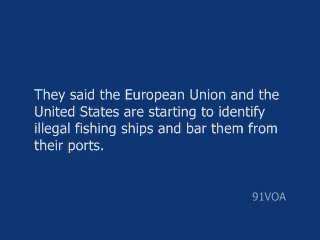 They said the European Union and the
United States are starting to identify
illegal fishing ships and bar them from
their ports.
91VOA